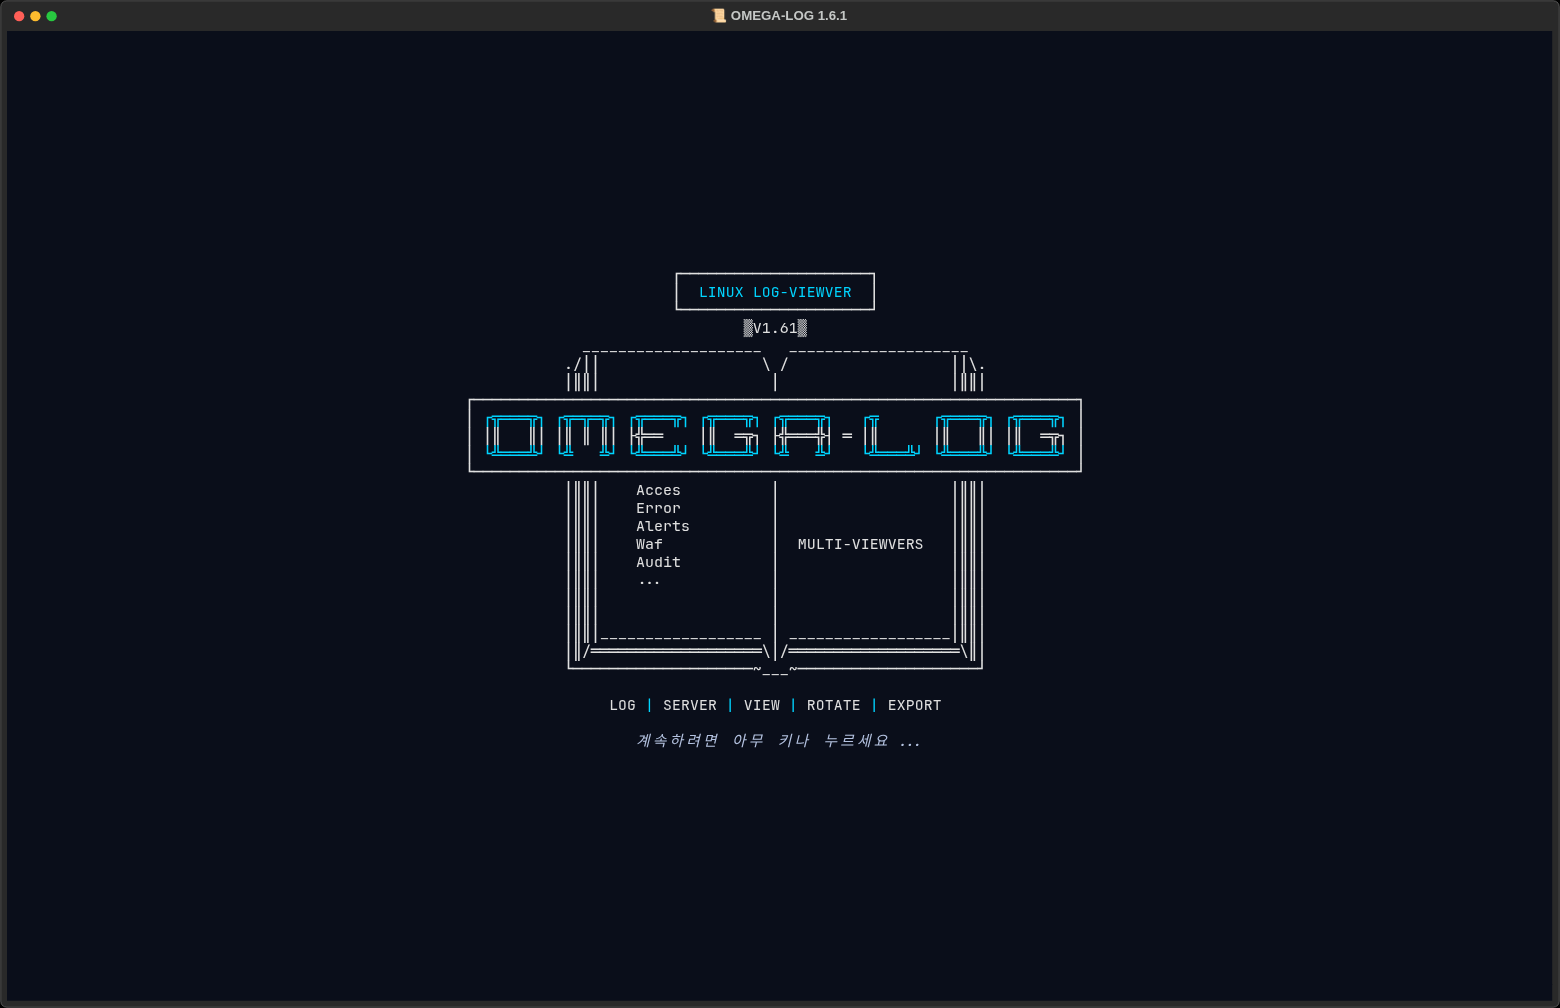 📜 OMEGA-LOG 1.6.1
LINUX LOG-VIEWVER
▒V1.61▒
OMEGA-LOG
Acces
Error
Alerts
Waf
Audit
...
MULTI-VIEWVERS
LOG | SERVER | VIEW | ROTATE | EXPORT
계속하려면 아무 키나 누르세요 ...